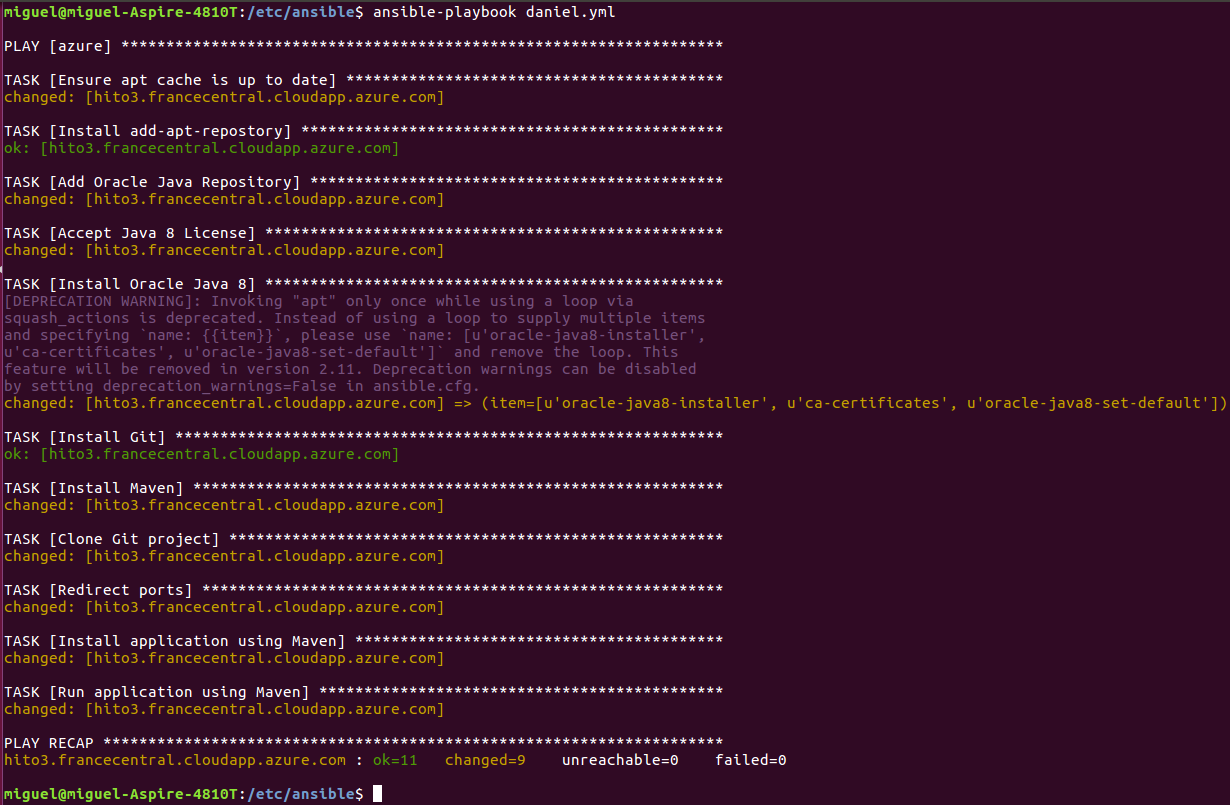 miguel@miguel-Aspire-4810T:/etc/ansible$ ansible-playbook daniel.yml
PLAY [azure] *******************************************************************
TASK [Ensure apt cache is up to date] ******************************************
changed: [hito3.francecentral.cloudapp.azure.com]
TASK [Install add-apt-repostory] ***********************************************
ok: [hito3.francecentral.cloudapp.azure.com]
TASK [Add Oracle Java Repository] **********************************************
changed: [hito3.francecentral.cloudapp.azure.com]
TASK [Accept Java 8 License] ***************************************************
changed: [hito3.francecentral.cloudapp.azure.com]
TASK [Install Oracle Java 8] ***************************************************
[DEPRECATION WARNING]: Invoking "apt" only once while using a loop via
squash_actions is deprecated. Instead of using a loop to supply multiple items
and specifying `name: {{item}}`, please use `name: [u'oracle-java8-installer',
u'ca-certificates', u'oracle-java8-set-default']` and remove the loop. This
feature will be removed in version 2.11. Deprecation warnings can be disabled
by setting deprecation_warnings=False in ansible.cfg.
changed: [hito3.francecentral.cloudapp.azure.com] => (item=[u'oracle-java8-installer', u'ca-certificates', u'oracle-java8-set-default'])
TASK [Install Git] *************************************************************
ok: [hito3.francecentral.cloudapp.azure.com]
TASK [Install Maven] ***********************************************************
changed: [hito3.francecentral.cloudapp.azure.com]
TASK [Clone Git project] *******************************************************
changed: [hito3.francecentral.cloudapp.azure.com]
TASK [Redirect ports] **********************************************************
changed: [hito3.francecentral.cloudapp.azure.com]
TASK [Install application using Maven] *****************************************
changed: [hito3.francecentral.cloudapp.azure.com]
TASK [Run application using Maven] *********************************************
changed: [hito3.francecentral.cloudapp.azure.com]
PLAY RECAP *********************************************************************
hito3.francecentral.cloudapp.azure.com : ok=11   changed=9    unreachable=0    failed=0
miguel@miguel-Aspire-4810T:/etc/ansible$